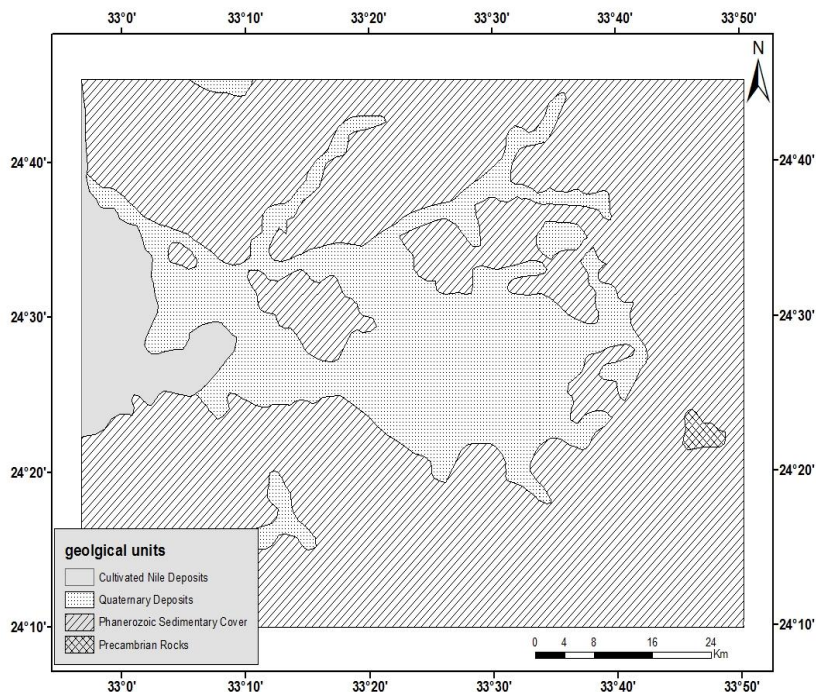 33°0' 33°10' 33°20' 33°30' 33°40' 33°50'
N
24°40' 24°40'
24°30' 24°30'
24°20' 24°20'
geolgical units
Cultivated Nile Deposits
Quaternary Deposits
Phanerozoic Sedimentary Cover
Precambrian Rocks
24°10' 24°10'
0 4 8 16 24
Km
33°0' 33°10' 33°20' 33°30' 33°40' 33°50'